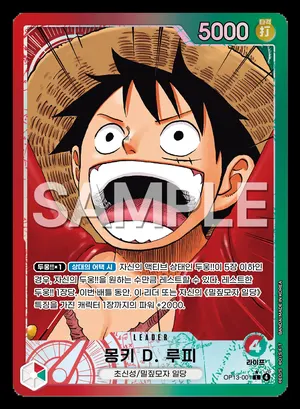 5000
타격
打
SAMPLE
두웅!!×1 상대의 어택 시 자신의 액티브 상태인 두웅!!이 5장 이하인
경우, 자신의 두웅!!을 원하는 수만큼 레스트할 수 있다. 레스트한
두웅!! 1장당, 이번 배틀 동안, 이 리더 또는 자신의 《밀짚모자 일당》
특징을 가진 캐릭터 1장까지의 파워 +2000.
LEADER
몽키 D. 루피
초신성/밀짚모자 일당
4
라이프
OP13-001 L